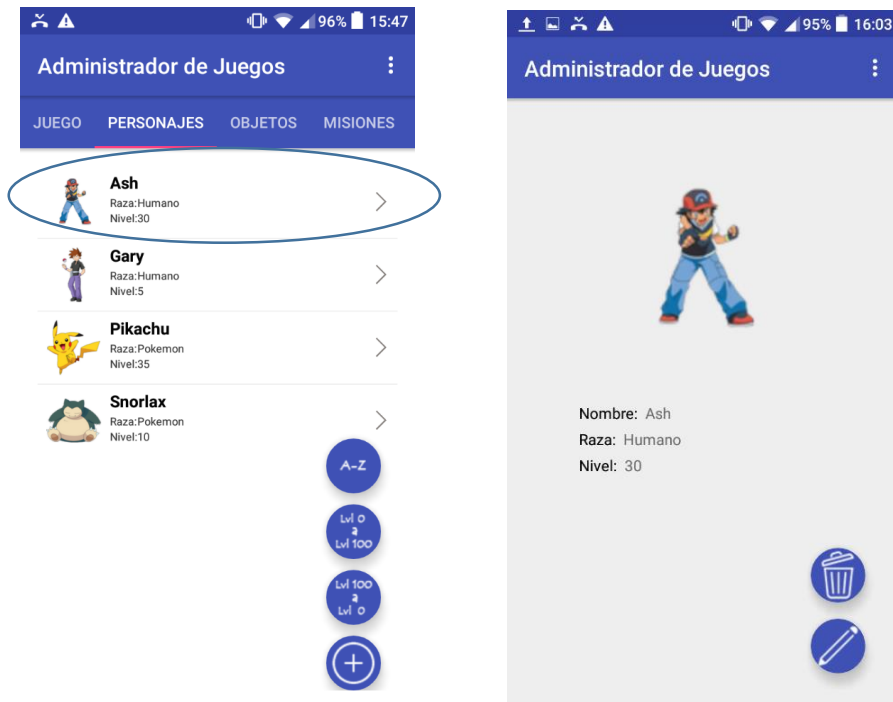 96% 15:47
Administrador de Juegos
JUEGO PERSONAJES OBJETOS MISIONES
Ash
Raza:Humano
Nivel:30
Gary
Raza:Humano
Nivel:5
Pikachu
Raza:Pokemon
Nivel:35
Snorlax
Raza:Pokemon
Nivel:10
A-Z
Lvl 0
a
Lvl 100
Lvl 100
a
Lvl 0
95% 16:03
Administrador de Juegos
Nombre: Ash
Raza: Humano
Nivel: 30